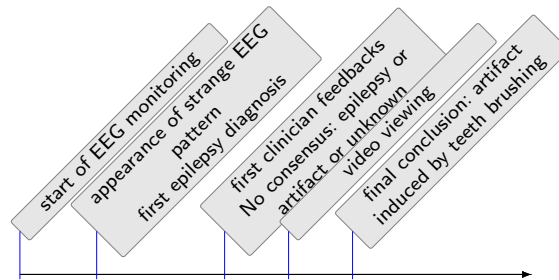 start of EEG monitoring
appearance of strange EEG
pattern
first epilepsy diagnosis
first clinician feedbacks
No consensus: epilepsy or
artifact or unknown
video viewing
final conclusion: artifact
induced by teeth brushing